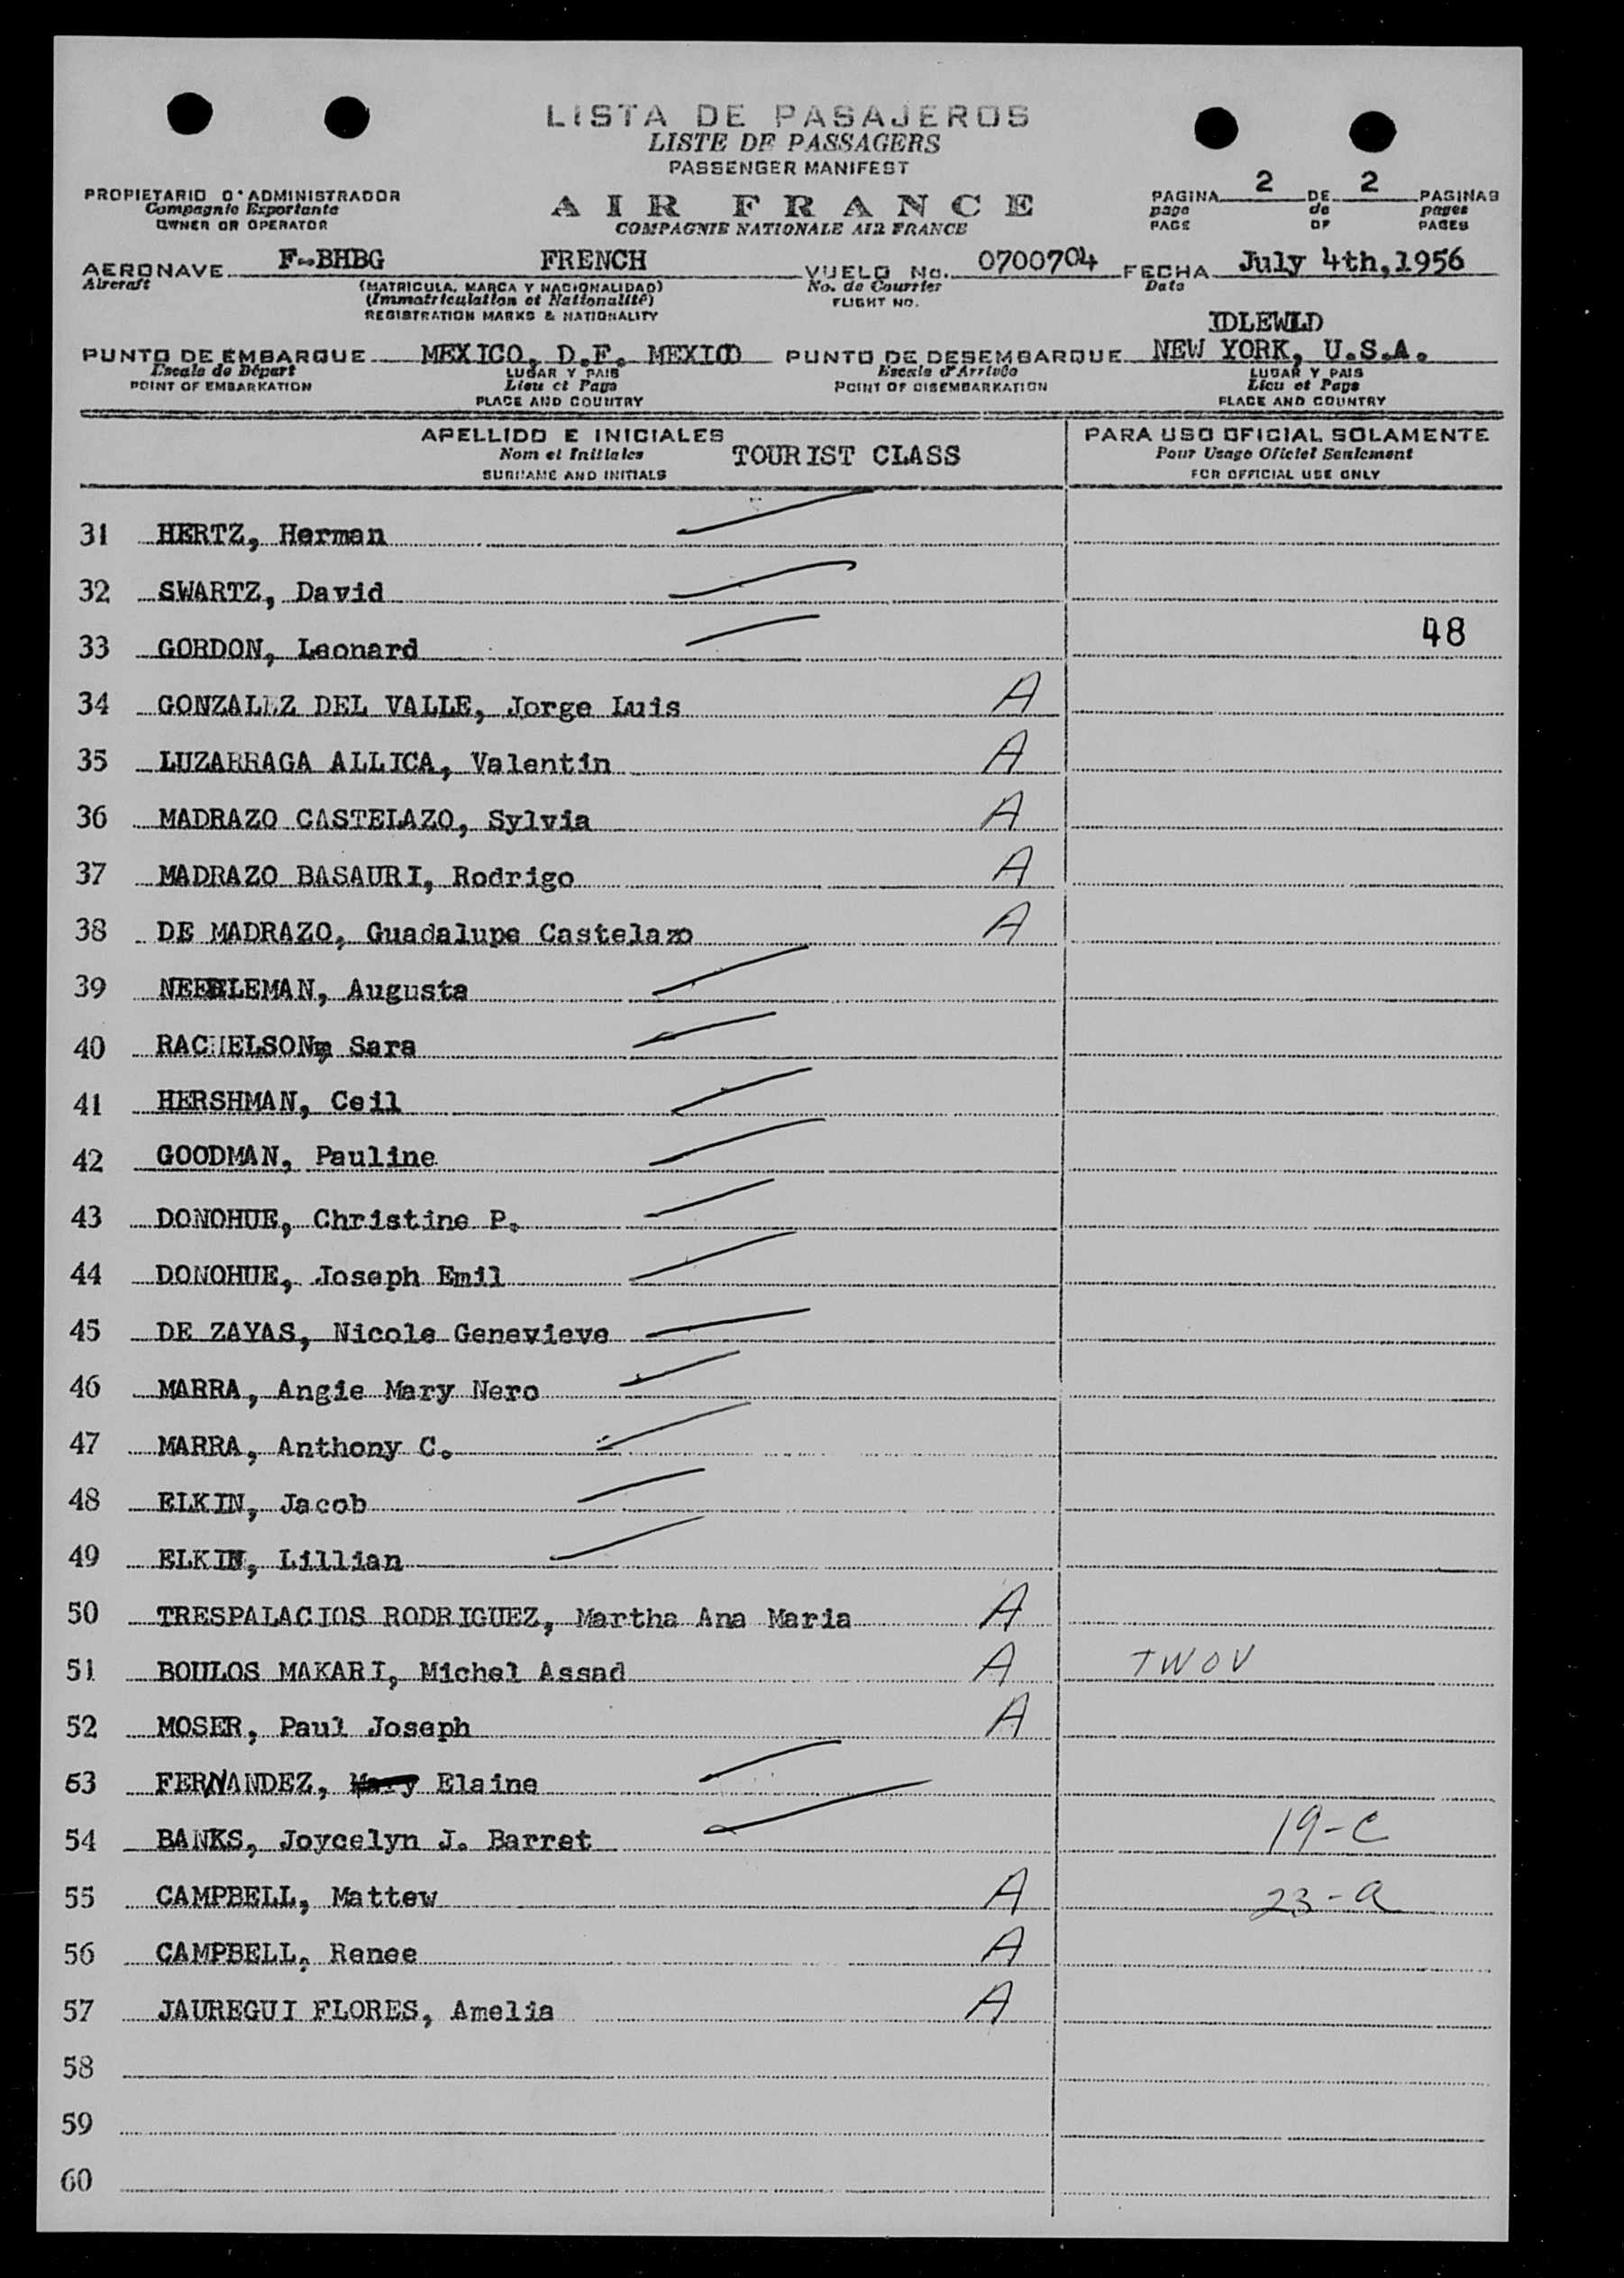 LISTA DE PASAJEROS
LISTE DE PASSAGERS
PASSENGER MANIFEST
PROPIETARIO O'ADMINISTRADOR
Compagnie Exportante
OWNER OR OPERATOR
AIR FRANCE
COMPAGNIE NATIONALE AIR FRANCE
PAGINA 2 DE 2 PAGINAS
page de pages
PAGE OF PAGES
AERONAVE F-BHBG FRENCH VUELO No. 0700704 FECHA July 4th, 1956
Aircraft (MATRICULA, MARCA Y NACIONALIDAD) No. de Courrier Date
(Immatriculation et Nationalité) FLIGHT NO.
REGISTRATION MARKS & NATIONALITY
IDLEWLD
PUNTO DE EMBARQUE MEXICO, D.F. MEXICO PUNTO DE DESEMBARQUE NEW YORK, U.S.A.
Escale de Départ LUGAR Y PAIS Escale d'Arrivée LUGAR Y PAIS
POINT OF EMBARKATION Lieu et Pays POINT OF DISEMBARKATION Lieu et Pays
PLACE AND COUNTRY PLACE AND COUNTRY
APELLIDO E INICIALES PARA USO OFICIAL SOLAMENTE
Nom et Initiales TOURIST CLASS Pour Usage Oficiel Seulement
SURNAME AND INITIALS FOR OFFICIAL USE ONLY
31 HERTZ, Herman
32 SWARTZ, David
33 GORDON, Leonard 48
34 GONZALEZ DEL VALLE, Jorge Luis A
35 LUZARRAGA ALLICA, Valentin A
36 MADRAZO CASTELAZO, Sylvia A
37 MADRAZO BASAURI, Rodrigo A
38 DE MADRAZO, Guadalupe Castelazo A
39 Augusta
40 RACHELSON, Sara
41 HERSHMAN, Ceil
42 GOODMAN, Pauline
43 DONOHUE, Christine P.
44 DONOHUE, Joseph Emil
45 DE ZAYAS, Nicole Genevieve
46 MARRA, Angie Mary Nero
47 MARRA, Anthony C.
48 ELKIN, Jacob
49 ELKIN, Lillian
50 TRESPALACIOS RODRIGUEZ, Martha Ana Maria A
51 BOULOS MAKARI, Michel Assad A TWOV
52 MOSER, Paul Joseph A
53 FERNANDEZ, Mary Elaine
54 BANKS, Joycelyn J. Barret 19-C
55 CAMPBELL, Mattew A 23-a
56 CAMPBELL, Renee A
57 JAUREGUI FLORES, Amelia A
58
59
60